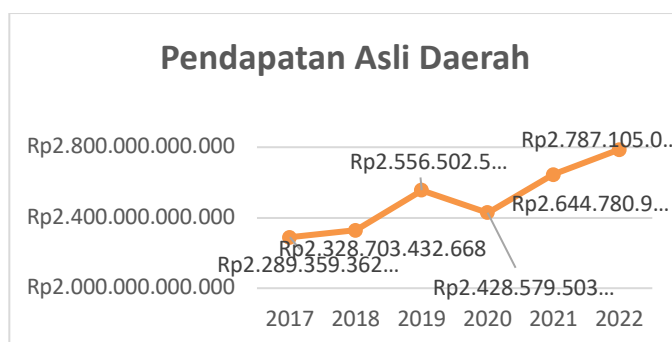 Pendapatan Asli Daerah
Rp2.800.000.000.000
Rp2.400.000.000.000
Rp2.000.000.000.000
Rp2.289.359.362...
Rp2.328.703.432.668
Rp2.556.502.5...
Rp2.428.579.503...
Rp2.644.780.9...
Rp2.787.105.0...
2017 2018 2019 2020 2021 2022